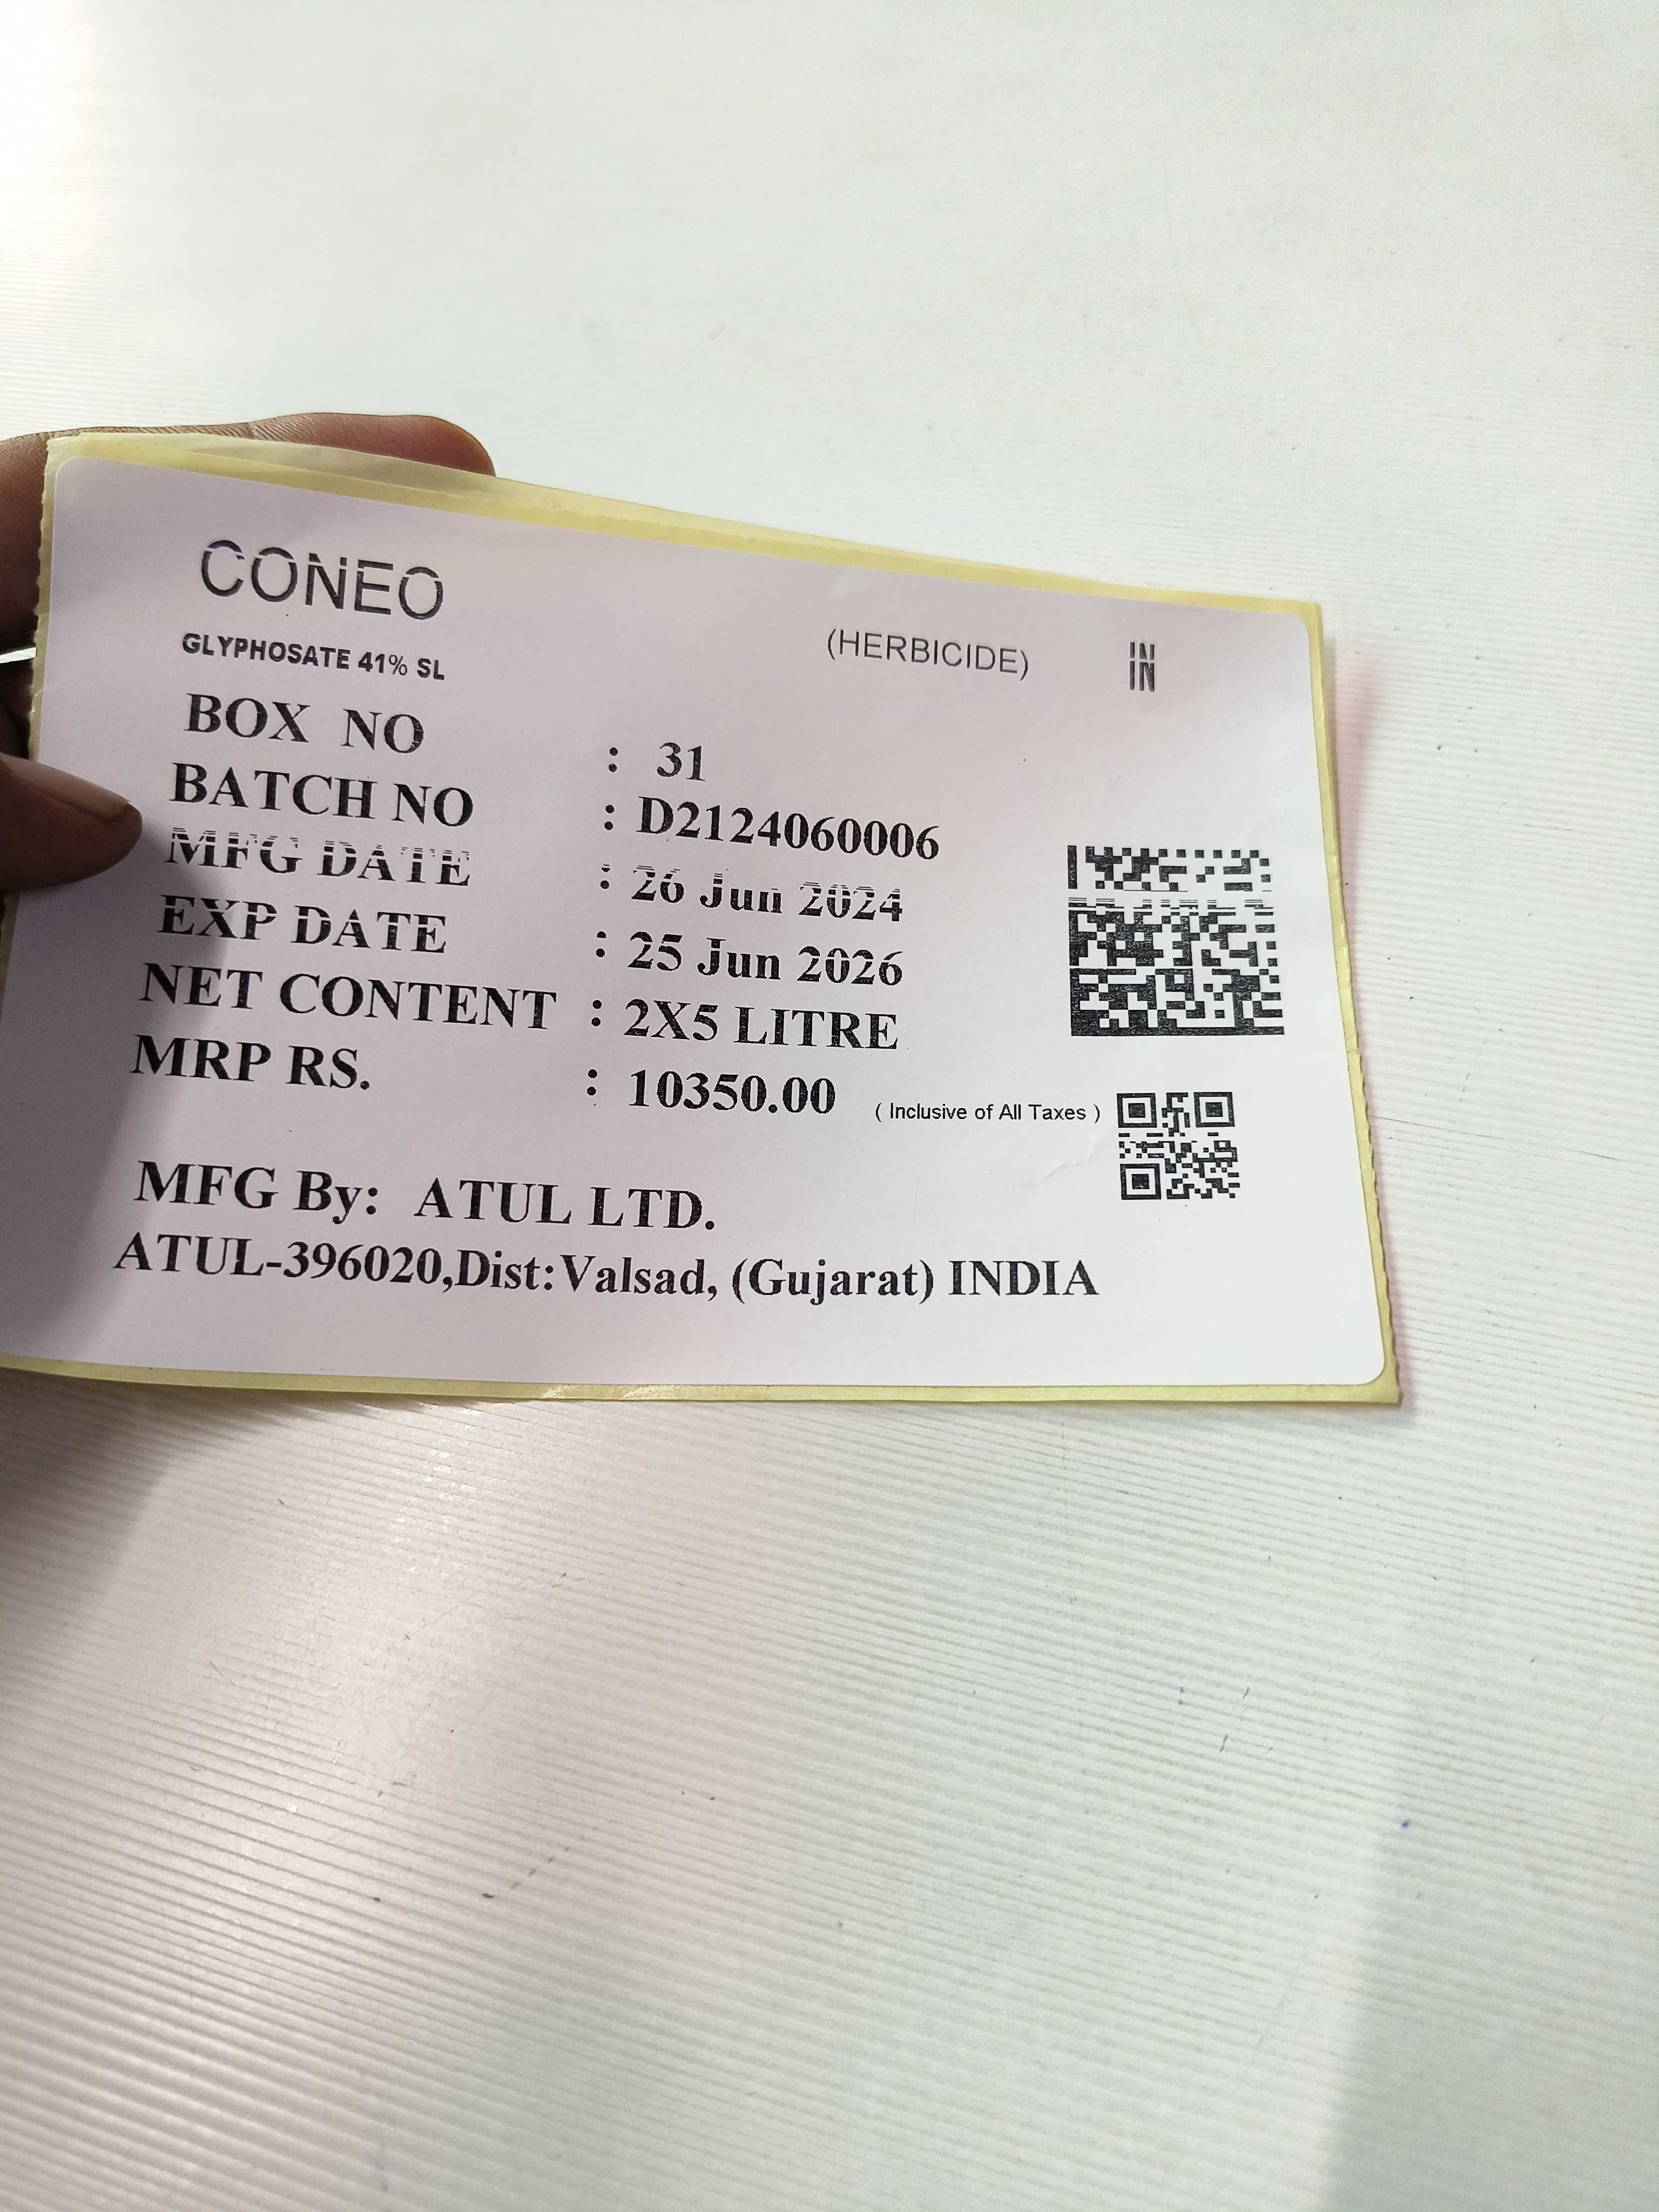 CONEO
GLYPHOSATE 41% SL
(HERBICIDE) IN
BOX NO : 31
BATCH NO : D2124060006
MFG DATE : 26 Jun 2024
EXP DATE : 25 Jun 2026
NET CONTENT : 2X5 LITRE
MRP RS. : 10350.00 ( Inclusive of All Taxes )
MFG By: ATUL LTD.
ATUL-396020,Dist:Valsad, (Gujarat) INDIA